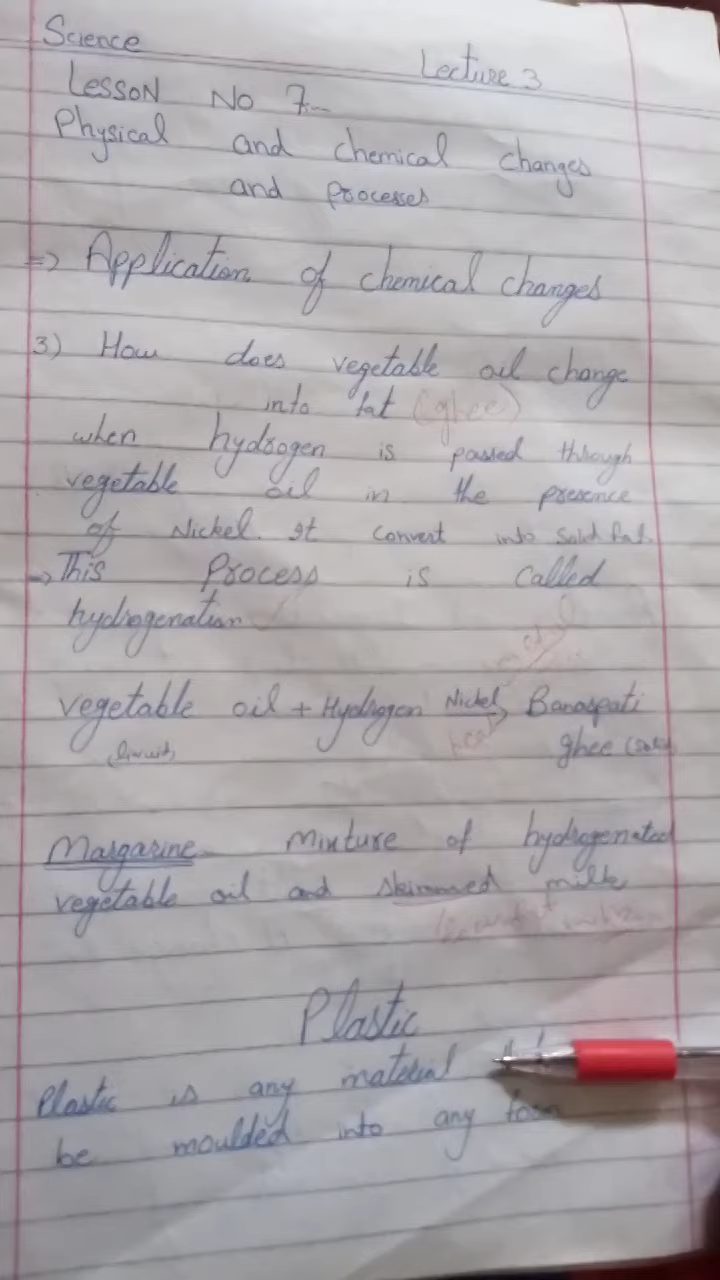 Science
Lecture 3
Lesson No 7
Physical and chemical changes
and processes
=> Application of chemical changes
3) How does vegetable oil change
into fat (ghee)
when hydrogen is passed through
vegetable oil in the presence
of Nickel. It convert into Solid fat.
=> This Process is called
hydrogenation
vegetable oil + Hydrogen Nickel → Banaspati
heat
ghee (Solid)
Margarine mixture of hydrogenated
vegetable oil and skimmed milk
Plastic
Plastic is any material
be moulded into any form